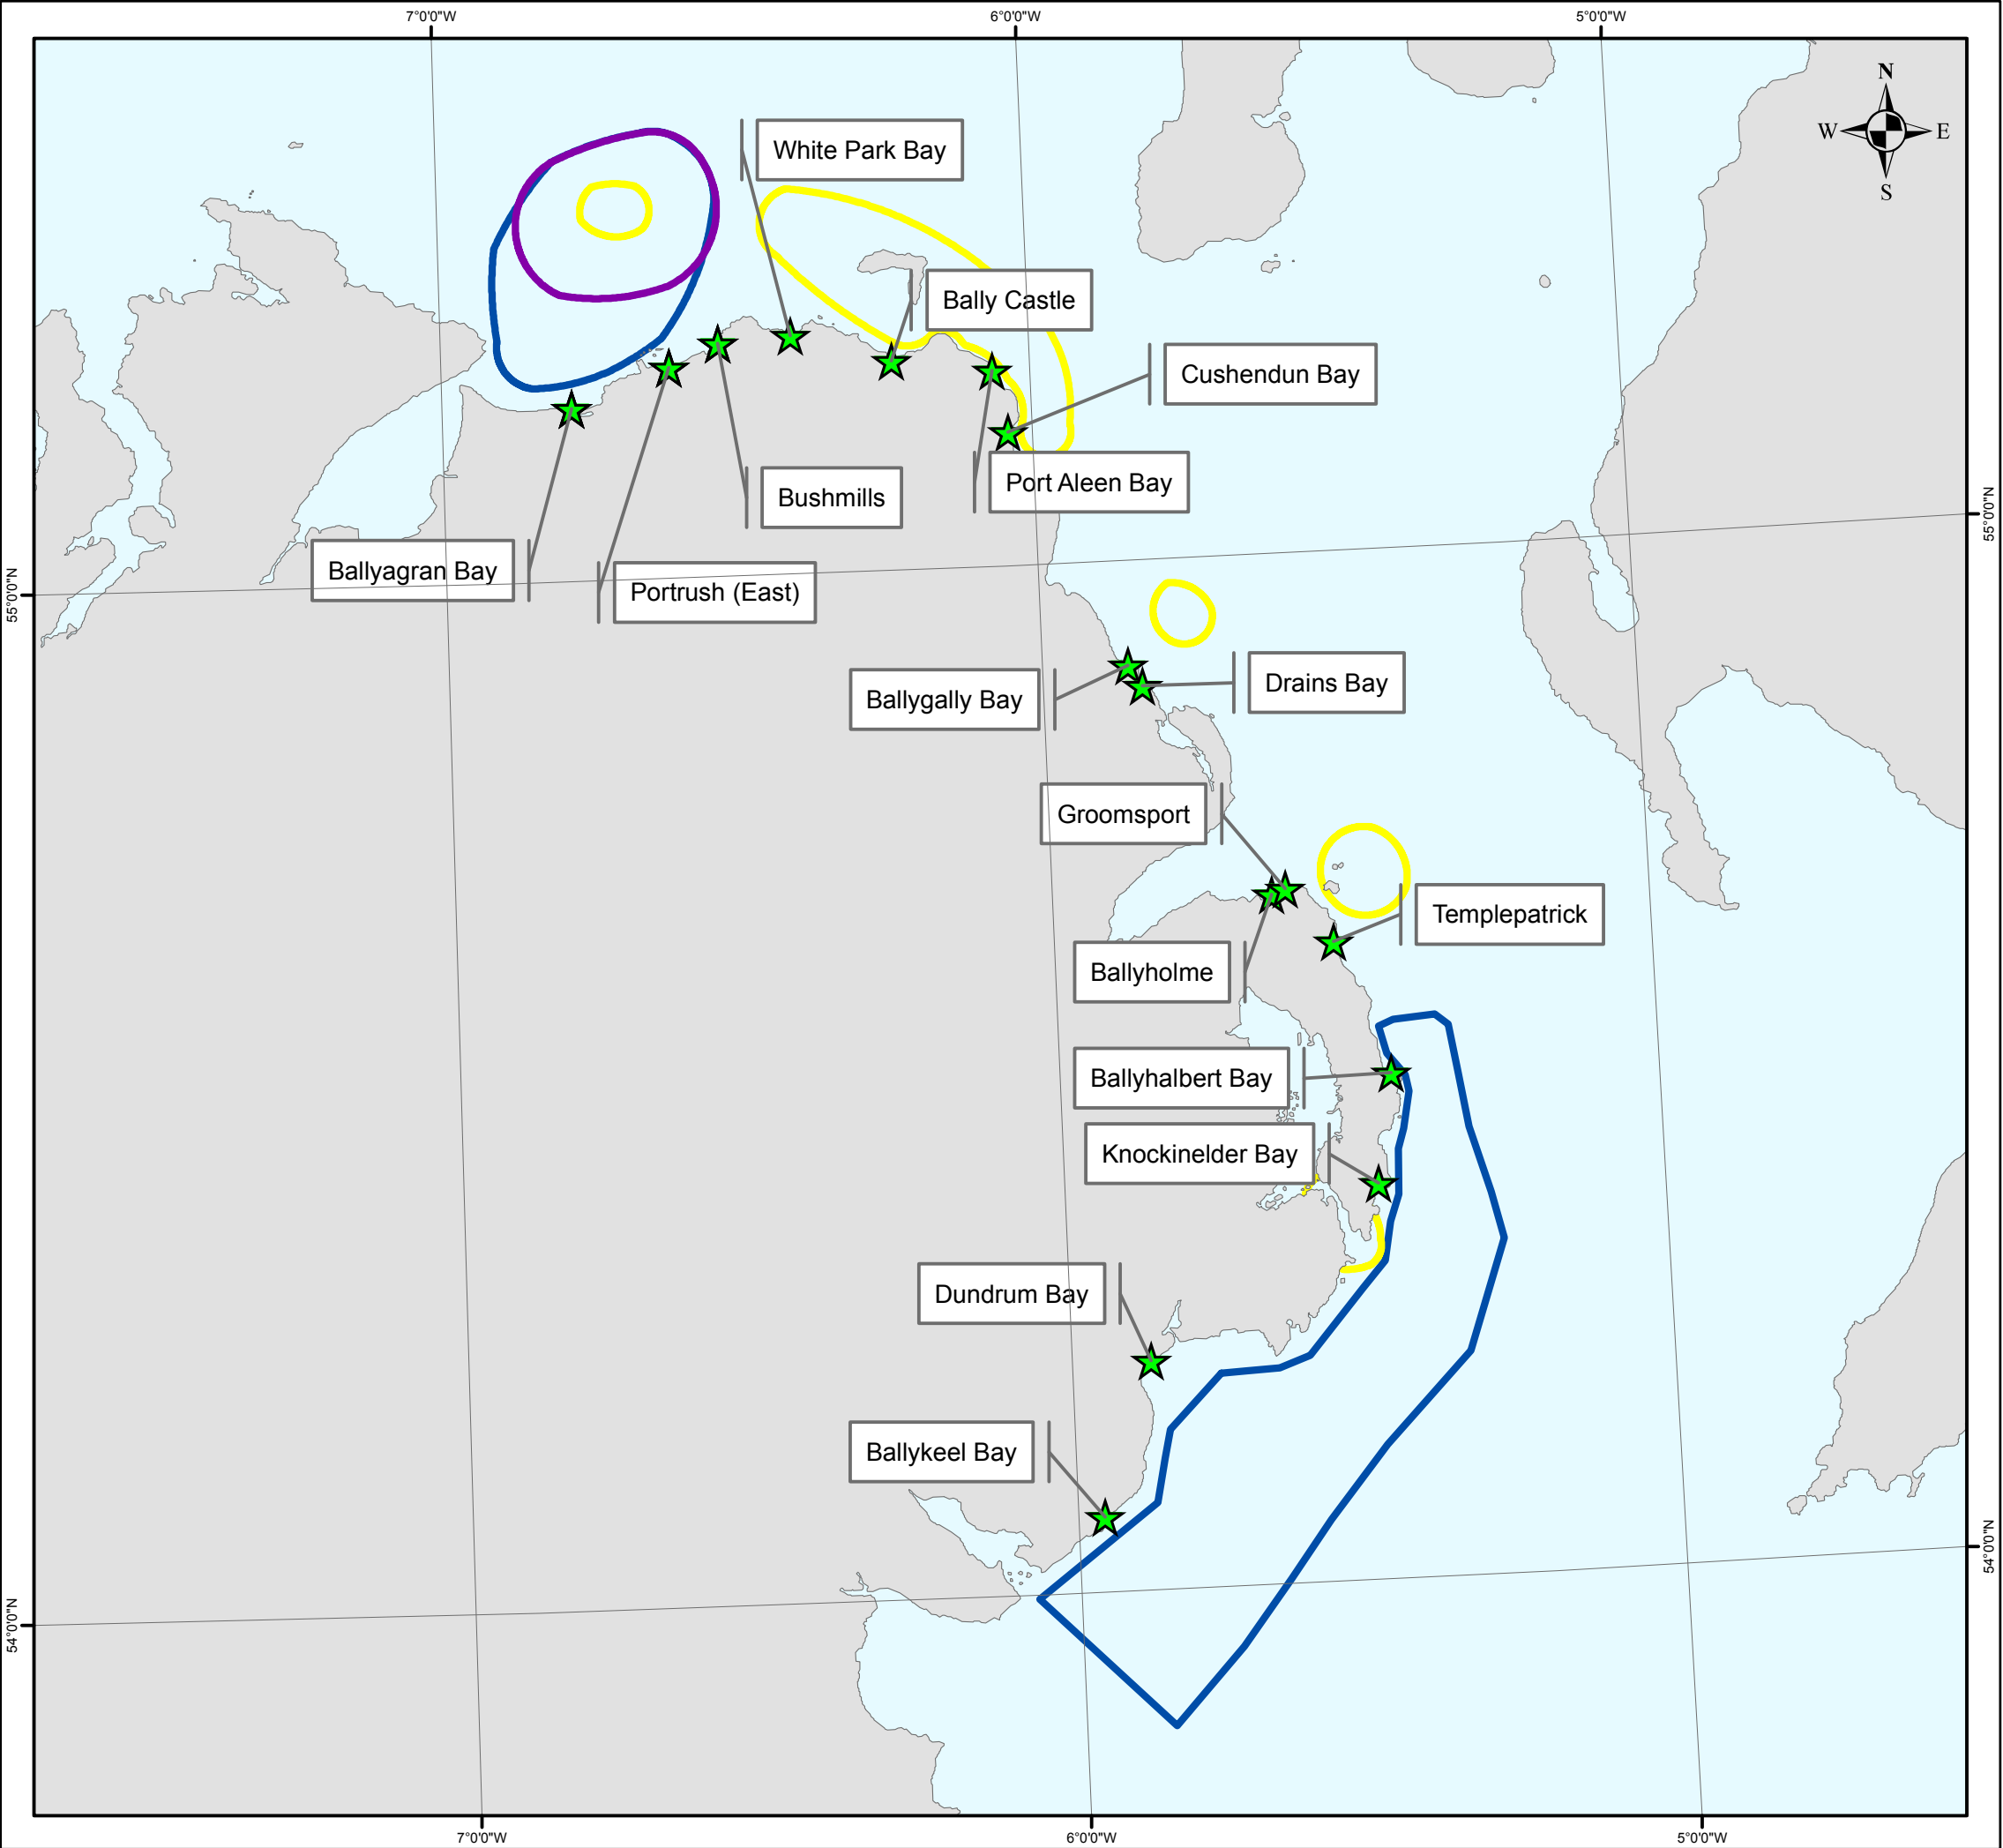 7°0'0"W
6°0'0"W
5°0'0"W
N
W
E
S
White Park Bay
Bally Castle
Cushendun Bay
Port Aleen Bay
Bushmills
55°0'0"N
Ballyagran Bay
Portrush (East)
55°0'0"N
Ballygally Bay
Drains Bay
Groomsport
Templepatrick
Ballyholme
Ballyhalbert Bay
Knockinelder Bay
Dundrum Bay
Ballykeel Bay
54°0'0"N
54°0'0"N
7°0'0"W
6°0'0"W
5°0'0"W